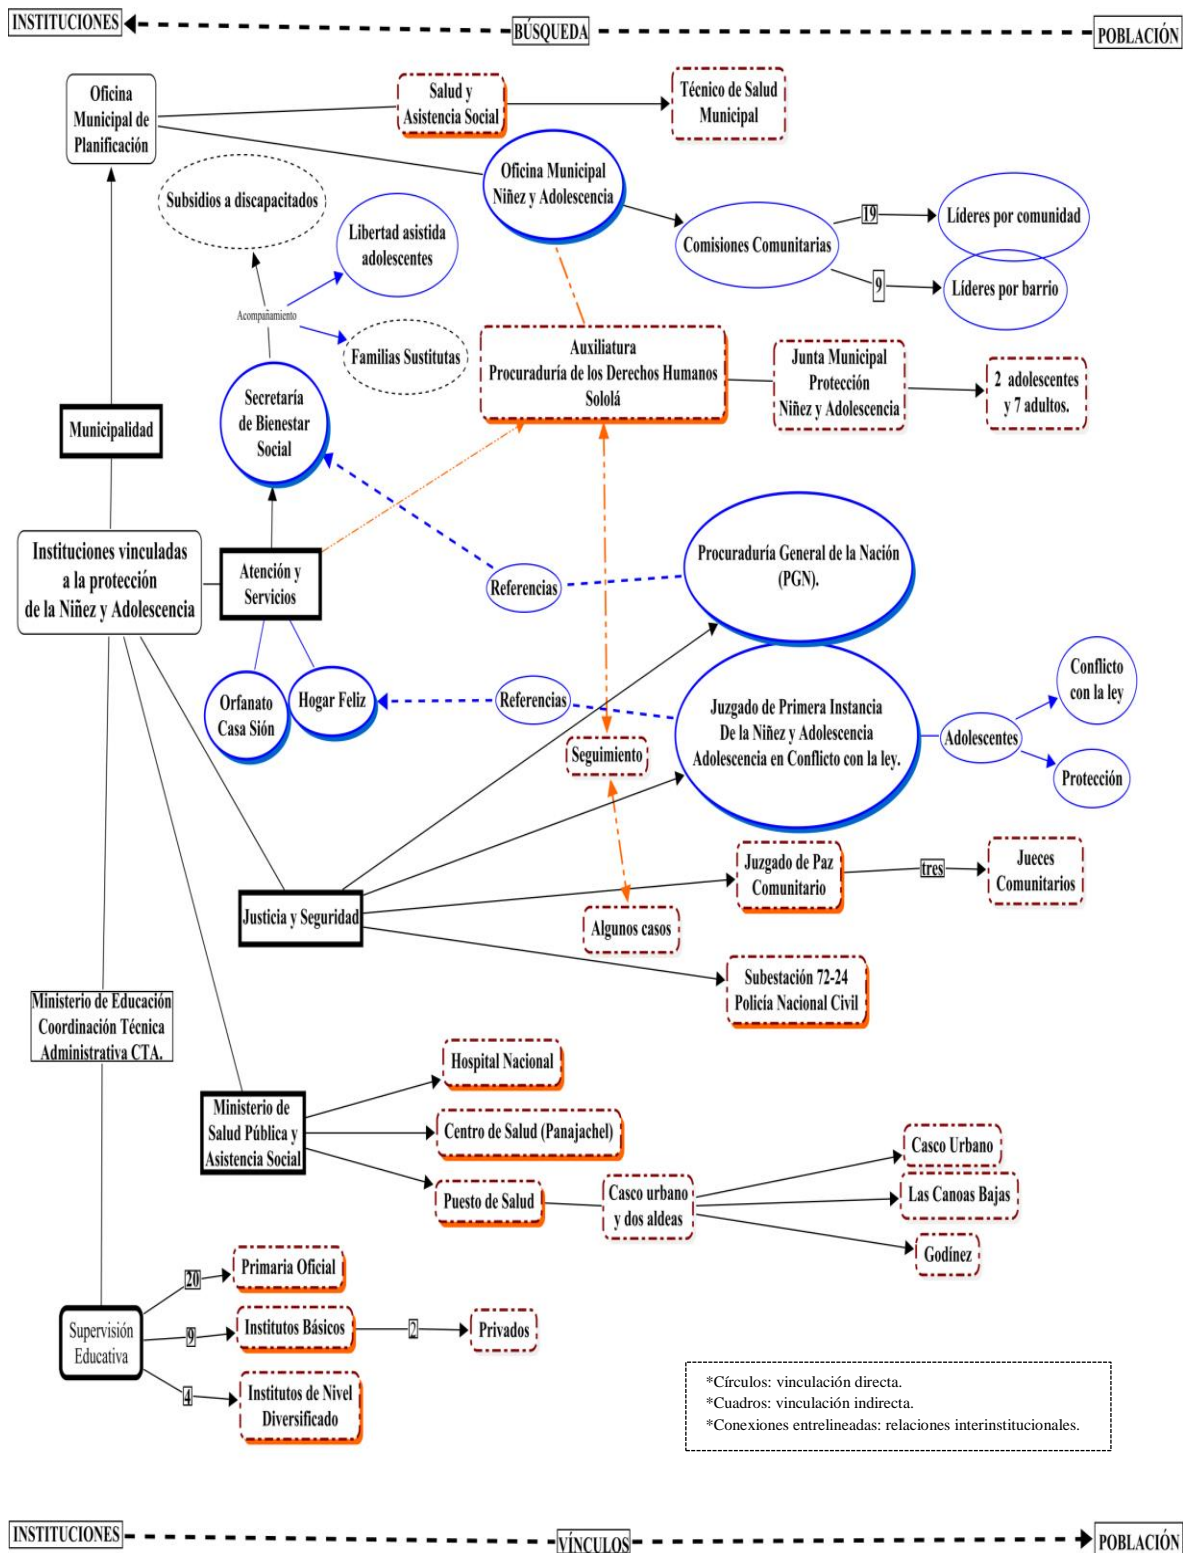 INSTITUCIONES
BÚSQUEDA
POBLACIÓN
Oficina
Municipal de
Planificación
Salud y
Asistencia Social
Técnico de Salud
Municipal
Oficina Municipal
Niñez y Adolescencia
Subsidios a discapacitados
Libertad asistida
adolescentes
Comisiones Comunitarias
19
Líderes por comunidad
9
Líderes por barrio
Acompañamiento
Familias Sustitutas
Auxiliatura
Procuraduría de los Derechos Humanos
Sololá
Junta Municipal
Protección
Niñez y Adolescencia
2 adolescentes
y 7 adultos.
Secretaría
de Bienestar
Social
Municipalidad
Instituciones vinculadas
a la protección
de la Niñez y Adolescencia
Atención y
Servicios
Referencias
Procuraduría General de la Nación
(PGN).
Orfanato
Casa Sión
Hogar Feliz
Referencias
Juzgado de Primera Instancia
De la Niñez y Adolescencia
Adolescencia en Conflicto con la ley.
Adolescentes
Conflicto
con la ley
Protección
Seguimiento
Juzgado de Paz
Comunitario
tres
Jueces
Comunitarios
Justicia y Seguridad
Algunos casos
Subestación 72-24
Policía Nacional Civil
Ministerio de Educación
Coordinación Técnica
Administrativa CTA.
Hospital Nacional
Ministerio de
Salud Pública y
Asistencia Social
Centro de Salud (Panajachel)
Puesto de Salud
Casco urbano
y dos aldeas
Casco Urbano
Las Canoas Bajas
Godínez
20
Primaria Oficial
Supervisión
Educativa
9
Institutos Básicos
2
Privados
4
Institutos de Nivel
Diversificado
*Círculos: vinculación directa.
*Cuadros: vinculación indirecta.
*Conexiones entrelineadas: relaciones interinstitucionales.
INSTITUCIONES
VÍNCULOS
POBLACIÓN